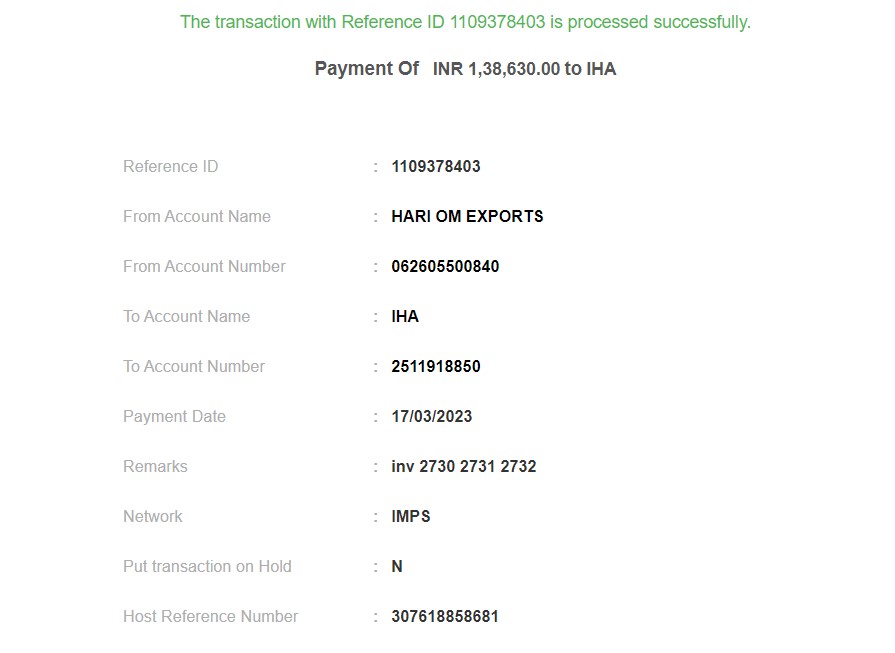 The transaction with Reference ID 1109378403 is processed successfully.
Payment Of INR 1,38,630.00 to IHA
Reference ID : 1109378403
From Account Name : HARI OM EXPORTS
From Account Number : 062605500840
To Account Name : IHA
To Account Number : 2511918850
Payment Date : 17/03/2023
Remarks : inv 2730 2731 2732
Network : IMPS
Put transaction on Hold : N
Host Reference Number : 307618858681